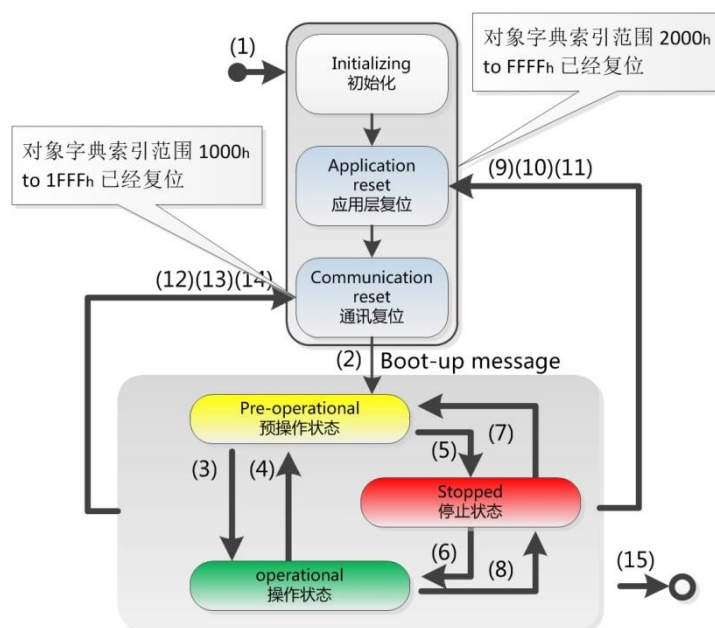 (1)
Initializing
初始化
对象字典索引范围 2000h
to FFFFh 已经复位
对象字典索引范围 1000h
to 1FFFh 已经复位
Application
reset
应用层复位
(9)(10)(11)
(12)(13)(14)
Communication
reset
通讯复位
(2)
Boot-up message
Pre-operational
预操作状态
(3)
(4)
(5)
(7)
Stopped
停止状态
(6)
(8)
operational
操作状态
(15)